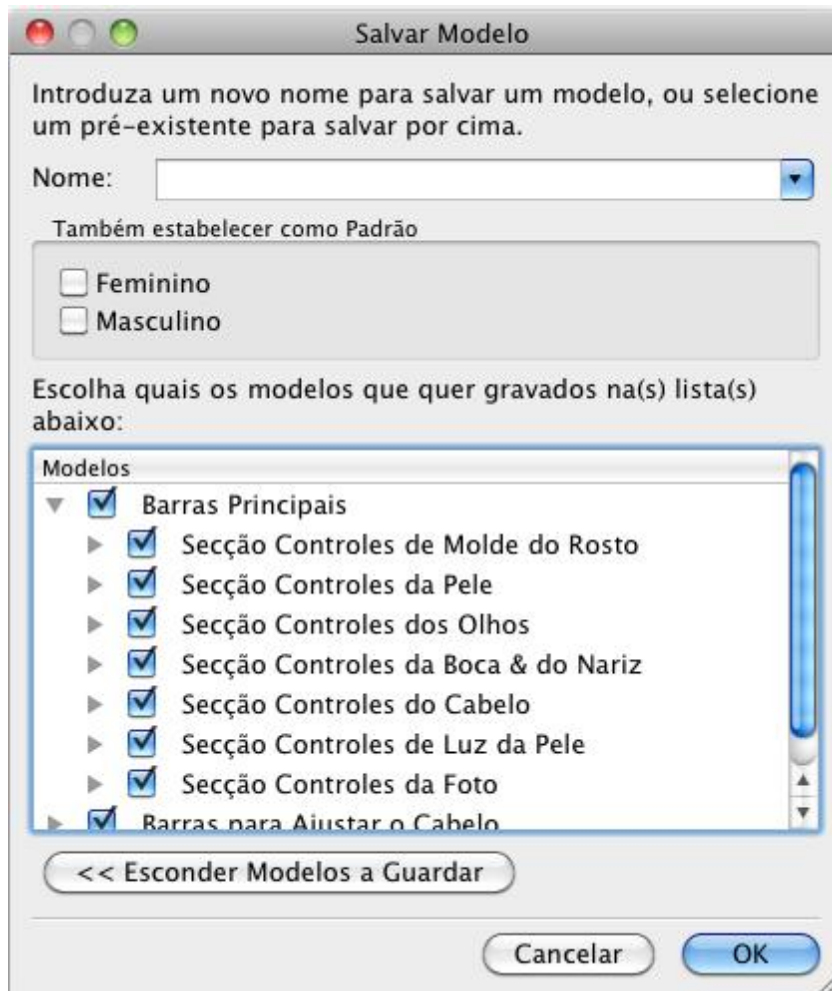 Salvar Modelo
Introduza um novo nome para salvar um modelo, ou selecione
um pré-existente para salvar por cima.
Nome:
Também estabelecer como Padrão
Feminino
Masculino
Escolha quais os modelos que quer gravados na(s) lista(s)
abaixo:
Modelos
Barras Principais
Secção Controles de Molde do Rosto
Secção Controles da Pele
Secção Controles dos Olhos
Secção Controles da Boca & do Nariz
Secção Controles do Cabelo
Secção Controles de Luz da Pele
Secção Controles da Foto
Barras para Ajustar o Cabelo
<< Esconder Modelos a Guardar
Cancelar
OK